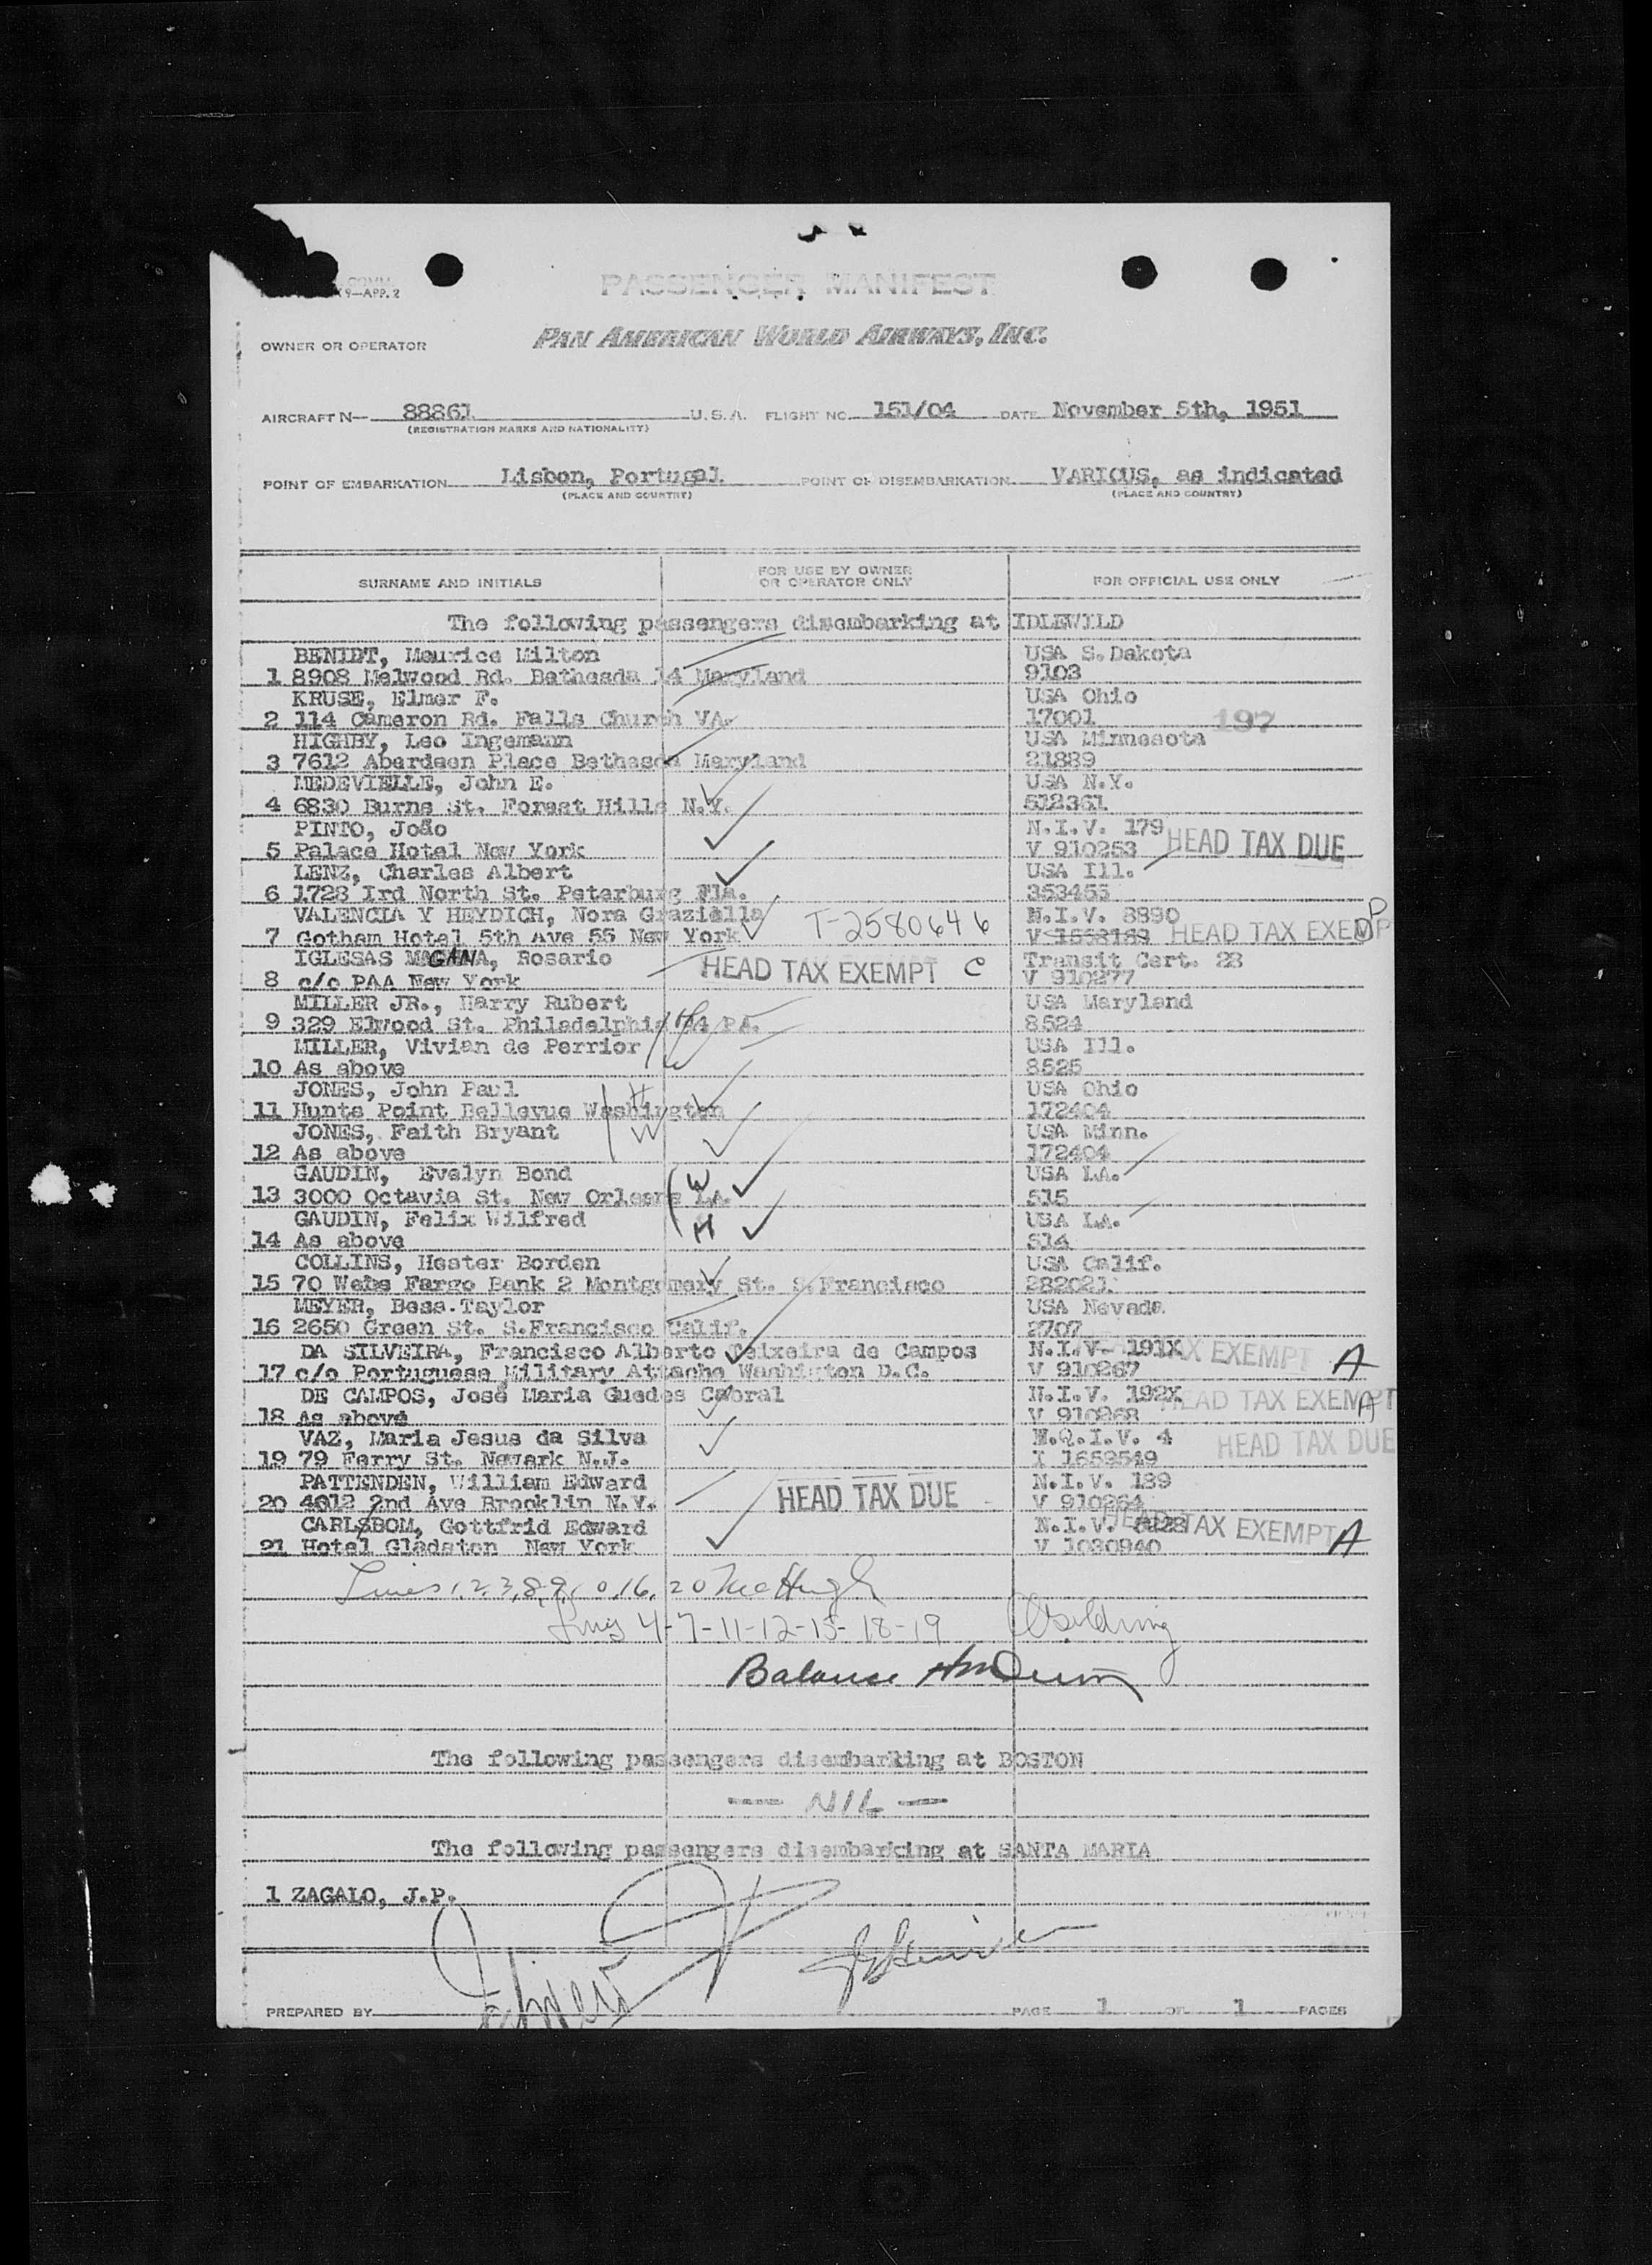 9—APP. 2
PASSENGER MANIFEST
OWNER OR OPERATOR PAN AMERICAN WORLD AIRWAYS, INC.
AIRCRAFT N— 88861 U.S.A. FLIGHT NO. 151/04 DATE November 5th, 1951
(REGISTRATION MARKS AND NATIONALITY)
POINT OF EMBARKATION Lisbon, Portugal POINT OF DISEMBARKATION VARIOUS, as indicated
(PLACE AND COUNTRY) (PLACE AND COUNTRY)
SURNAME AND INITIALS FOR USE BY OWNER OR OPERATOR ONLY FOR OFFICIAL USE ONLY
The following passengers disembarking at IDLEWILD
BENIDT, Maurice Milton USA S.Dakota
1 8908 Melwood Rd. Bethesda 14 Maryland 9103
KRUSE, Elmer F. USA Ohio
2 114 Cameron Rd. Falls Church VA. 17001 197
HIGHBY, Leo Ingemann USA Minnesota
3 7612 Aberdeen Place Bethesda Maryland 21889
MEDEVIELLE, John E. USA N.Y.
4 6830 Burns St. Forest Hills N.Y. 512361
PINTO, João N.I.V. 179
5 Palace Hotel New York V 910253 HEAD TAX DUE
LENZ, Charles Albert USA Ill.
6 1728 Ird North St. Peterburg Fla. 353455
VALENCIA Y HEYDICH, Nora Graziella N.I.V. 8890
7 Gotham Hotel 5th Ave 55 New York T-2580646 V 1558189 HEAD TAX EXEMP
IGLESAS MAGANA, Rosario HEAD TAX EXEMPT C Transit Cert. 23
8 c/o PAA New York V 910277
MILLER JR., Harry Rubert USA Maryland
9 329 Elwood St. Philadelphia 44 PA. 8524
MILLER, Vivian de Perrior USA Ill.
10 As above W 8525
JONES, John Paul H USA Ohio
11 Hunts Point Bellevue Washington 172404
JONES, Faith Bryant W USA Minn.
12 As above 172404
GAUDIN, Evelyn Bond W USA LA.
13 3000 Octavia St. New Orleans LA. 515
GAUDIN, Felix Wilfred H USA LA.
14 As above 514
COLLINS, Hester Borden USA Calif.
15 70 Webs Fargo Bank 2 Montgomery St. S.Francisco 282021
MEYER, Bess.Taylor USA Nevada
16 2650 Green St. S.Francisco Calif. 2707
DA SILVEIRA, Francisco Alberto Teixeira de Campos N.I.V- 191X TAX EXEMPT A
17 c/o Portuguese Military Attache Washington D.C. V 910267
DE CAMPOS, José Maria Guedes Cabral N.I.V. 192X HEAD TAX EXEMPT A
18 As above V 910268
VAZ, Maria Jesus da Silva N.Q.I.V. 4 HEAD TAX DUE
19 79 Ferry St. Newark N.J. I 1652549
PATTENDEN, William Edward HEAD TAX DUE N.I.V. 189
20 4012 2nd Ave Brooklin N.Y. V 910264
CARLSBOM, Gottfrid Edward N.I.V. HEAD TAX EXEMPT A
21 Hotel Gladston New York V 1030940
Lines 1,2,3,8,9,10,16,20 McHugh
Lines 4-7-11-12-15-18-19
Balance
The following passengers disembarking at BOSTON
— NIL —
The following passengers disembarking at SANTA MARIA
1 ZAGALO, J.P.
PREPARED BY PAGE 1 OF 1 PAGES